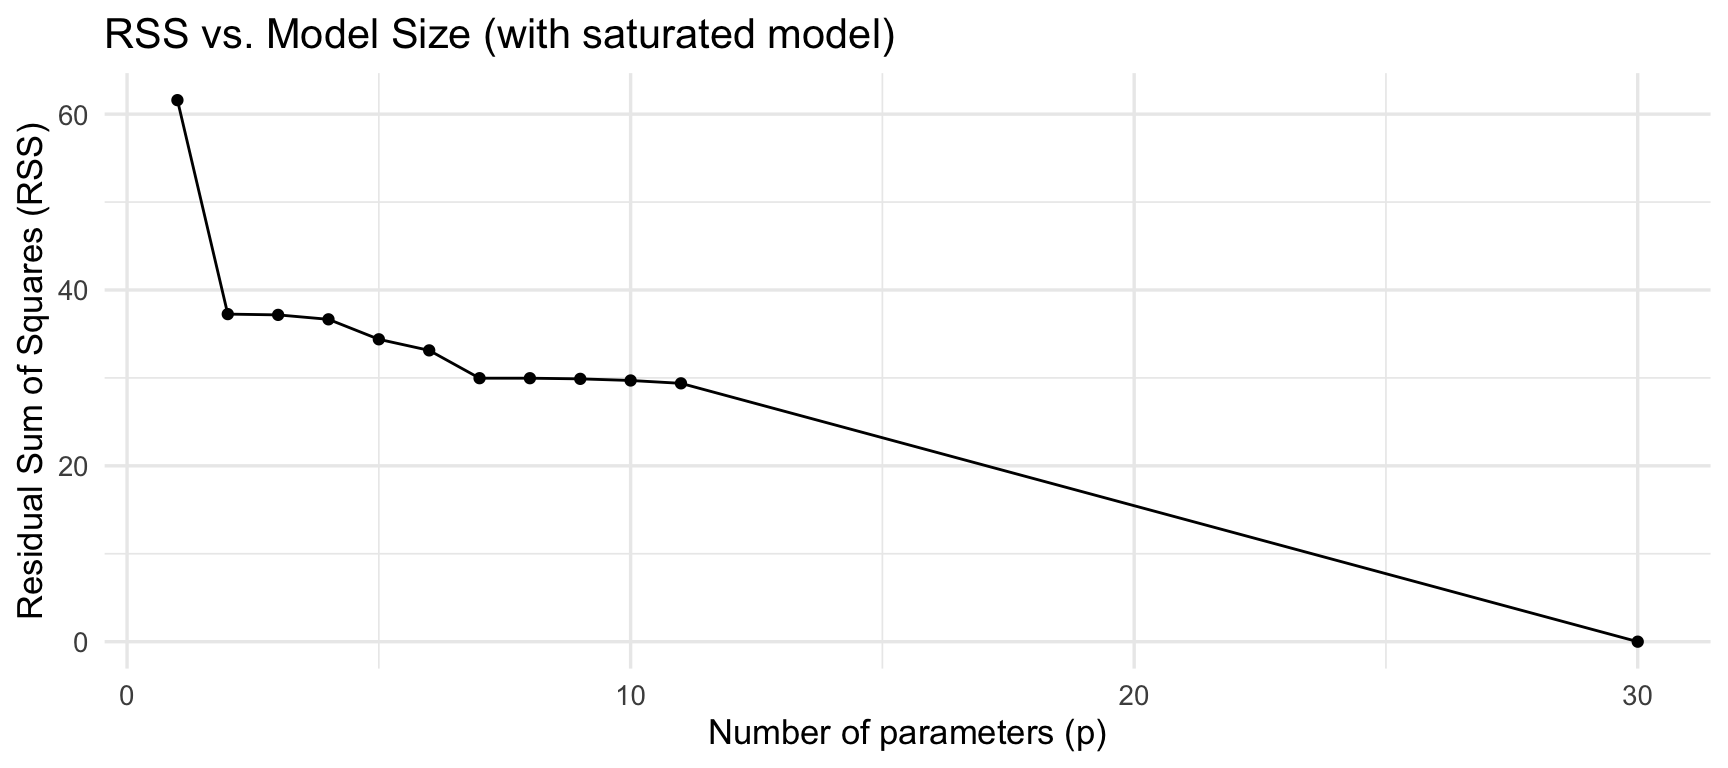 RSS vs. Model Size (with saturated model)
Residual Sum of Squares (RSS)
60
40
20
0
0
10
20
30
Number of parameters (p)